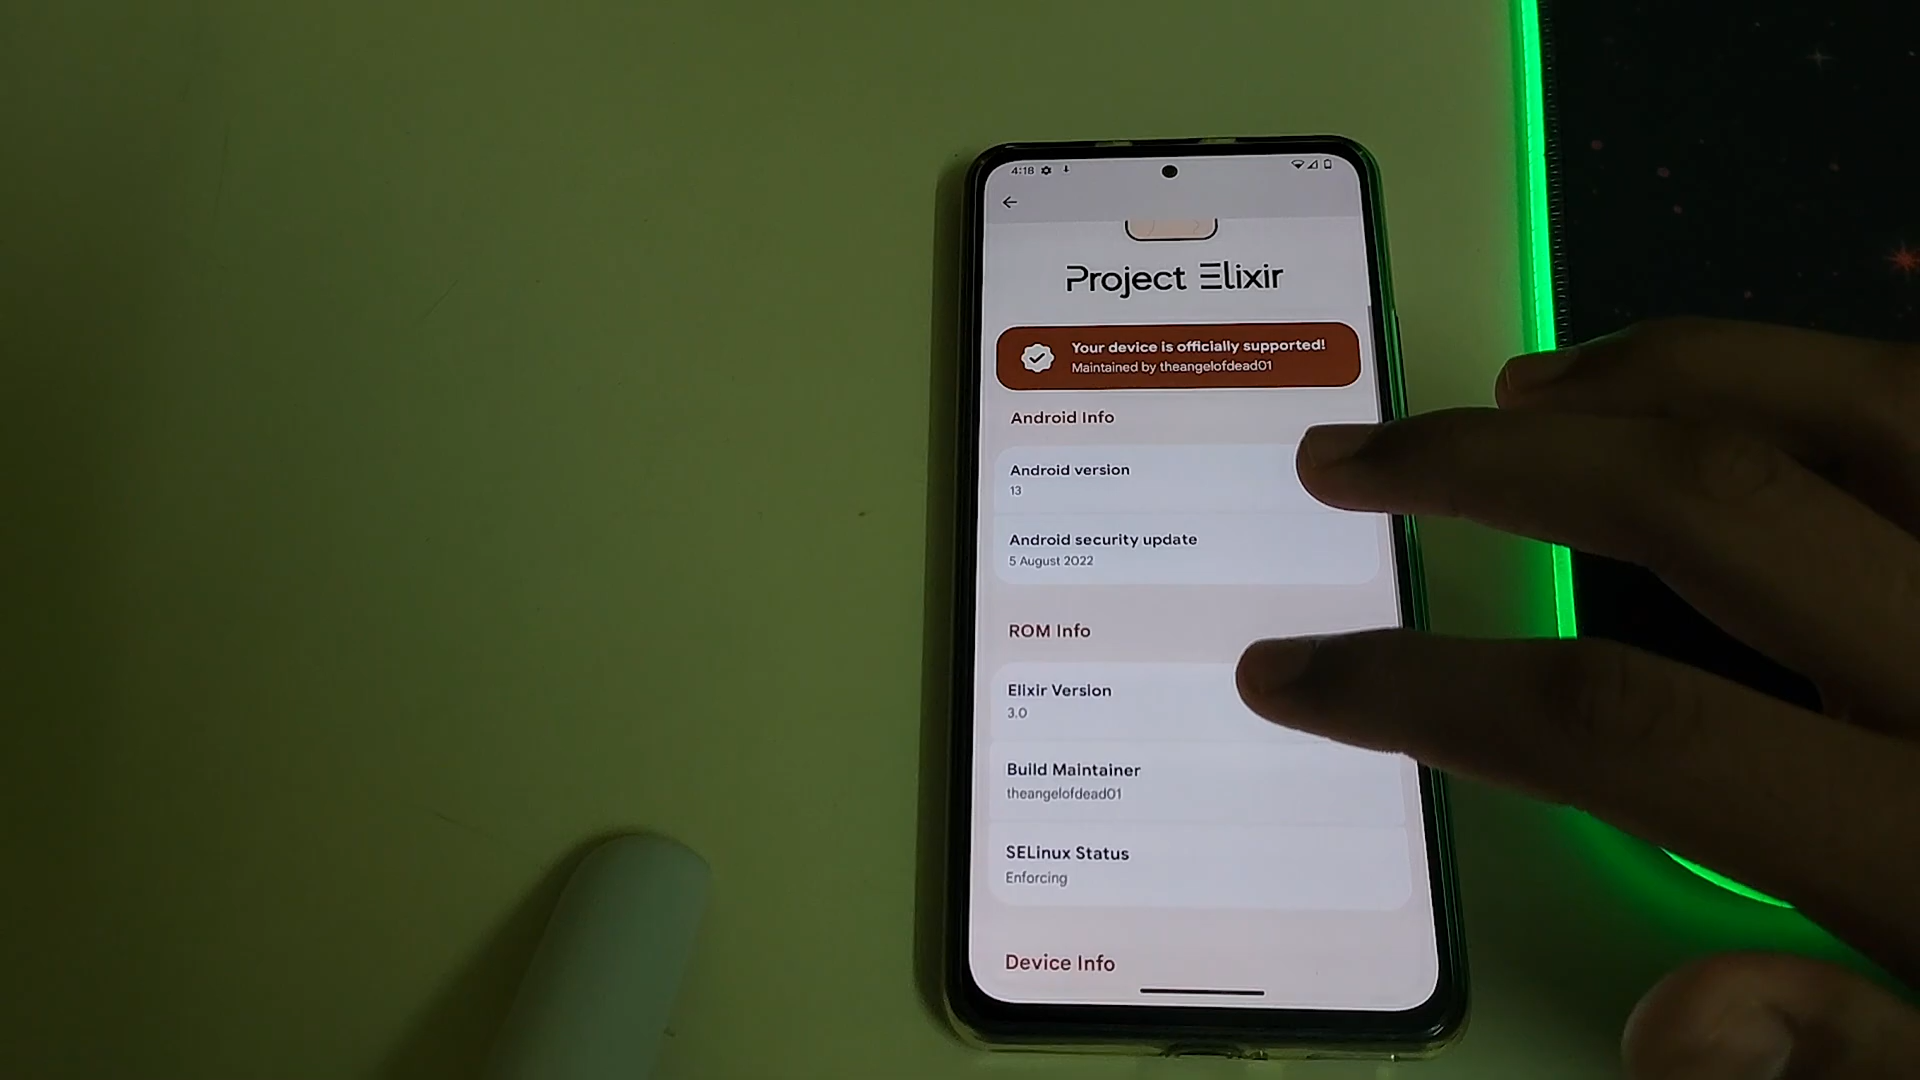 4:18
Project Elixir
Your device is officially supported!
Maintained by theangelofdead01
Android Info
Android version
13
Android security update
5 August 2022
ROM Info
Elixir Version
3.0
Build Maintainer
theangelofdead01
SELinux Status
Enforcing
Device Info